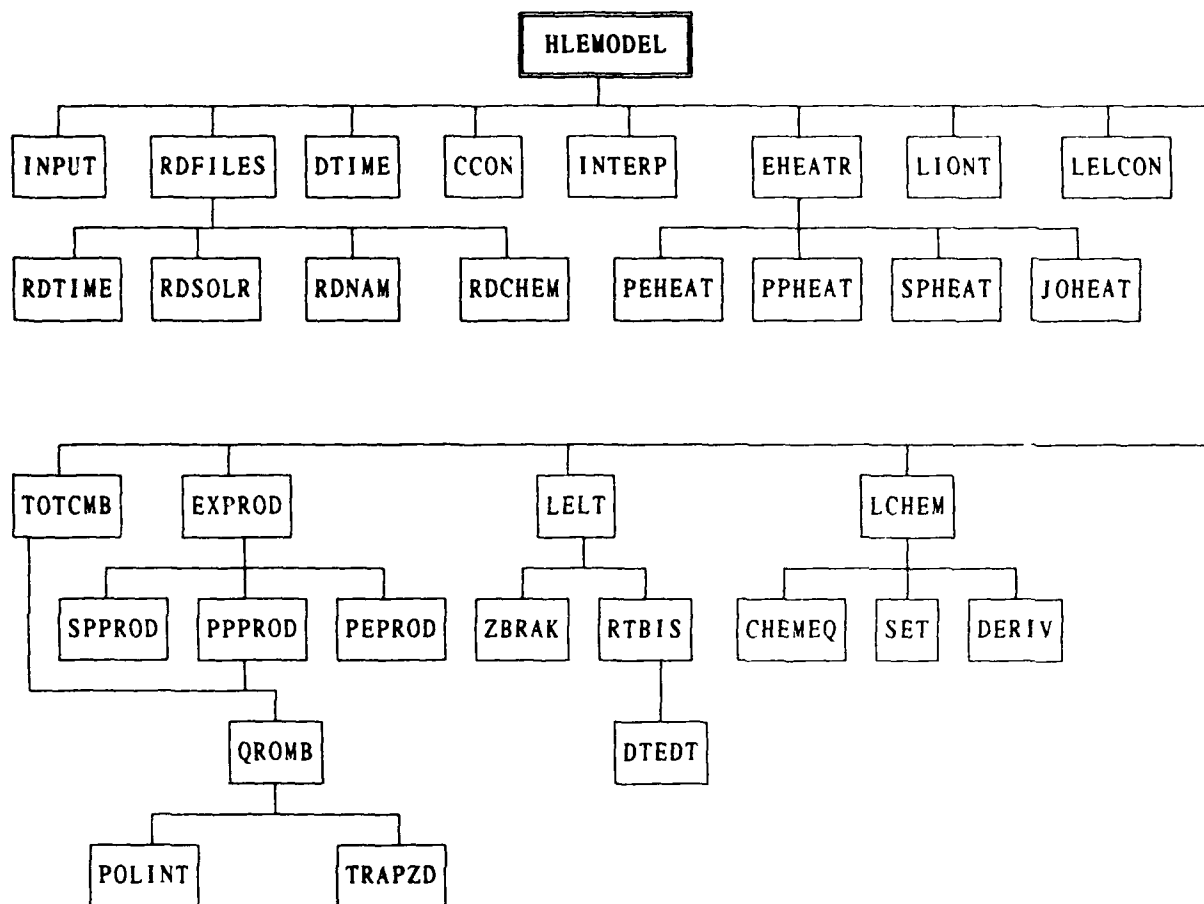 HLEMODEL
INPUT RDFILES DTIME CCON INTERP EHEATR LIONT LELCON
RDTIME RDSOLR RDNAM RDCHEM PEHEAT PPHEAT SPHEAT JOHEAT
TOTCMB EXPROD LELT LCHEM
SPPROD PPPROD PEPROD ZBRAK RTBIS CHEMEQ SET DERIV
QROMB DTEDT
POLINT TRAPZD